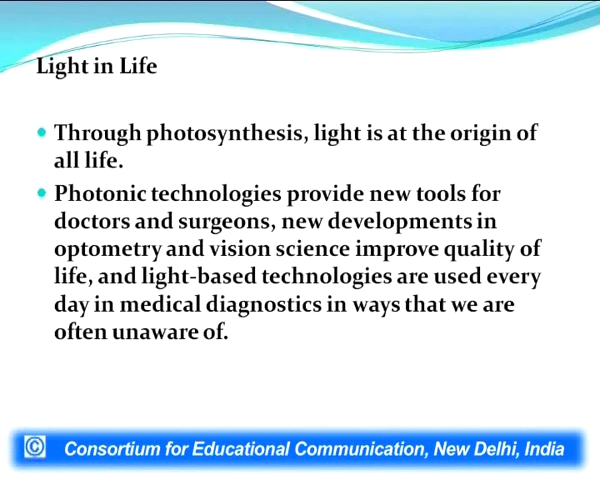 Light in Life
Through photosynthesis, light is at the origin of
all life.
Photonic technologies provide new tools for
doctors and surgeons, new developments in
optometry and vision science improve quality of
life, and light-based technologies are used every
day in medical diagnostics in ways that we are
often unaware of.
© Consortium for Educational Communication, New Delhi, India